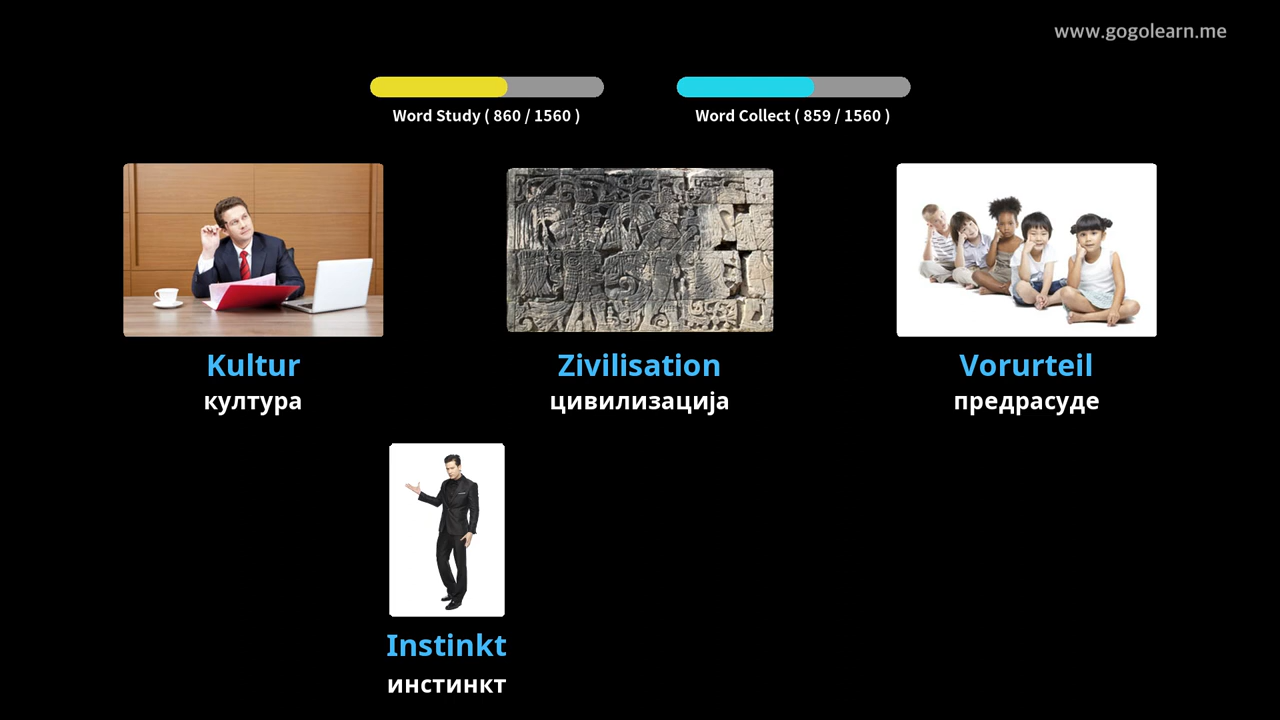 www.gogolearn.me
Word Study ( 860 / 1560 )
Word Collect ( 859 / 1560 )
Kultur
култура
Zivilisation
цивилизација
Vorurteil
предрасуде
Instinkt
инстинкт